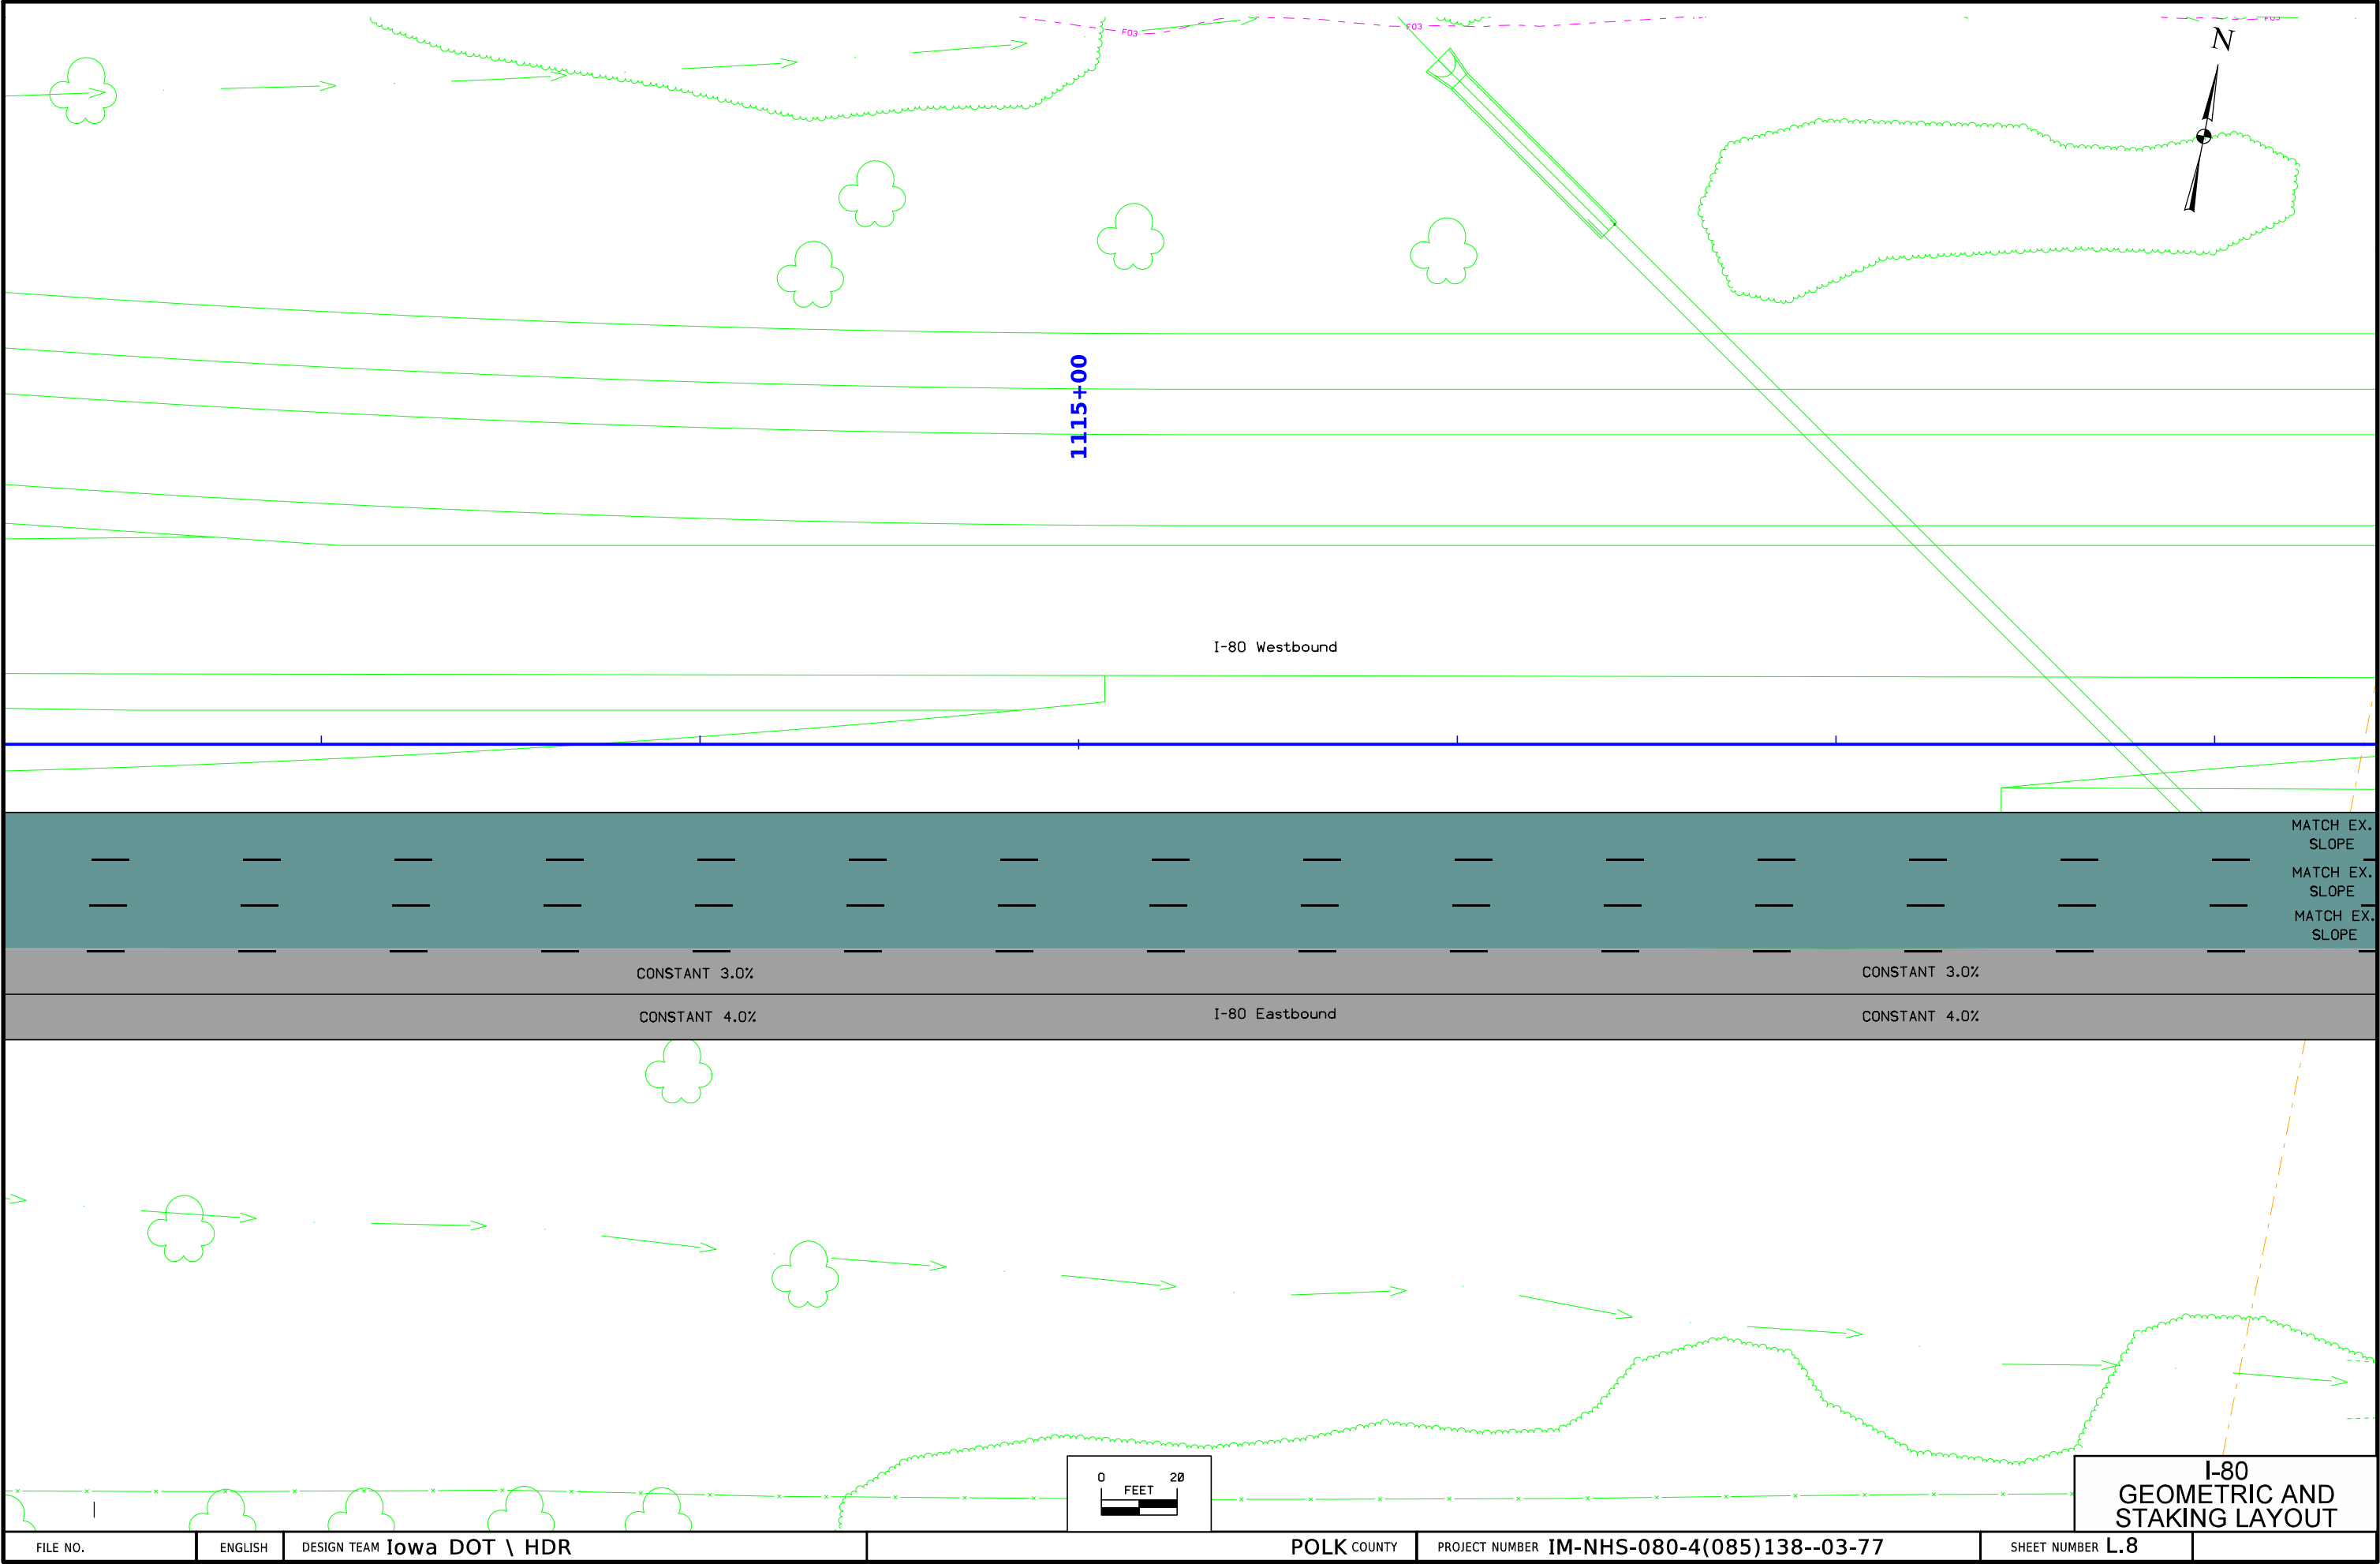 F03
F03
F03
N
1115+00
I-80 Westbound
MATCH EX.
SLOPE
MATCH EX.
SLOPE
MATCH EX.
SLOPE
CONSTANT 3.0%
CONSTANT 3.0%
CONSTANT 4.0%
I-80 Eastbound
CONSTANT 4.0%
0 20
FEET
I-80
GEOMETRIC AND
STAKING LAYOUT
FILE NO.
ENGLISH
DESIGN TEAM Iowa DOT \ HDR
POLK COUNTY
PROJECT NUMBER IM-NHS-080-4(085)138--03-77
SHEET NUMBER L.8